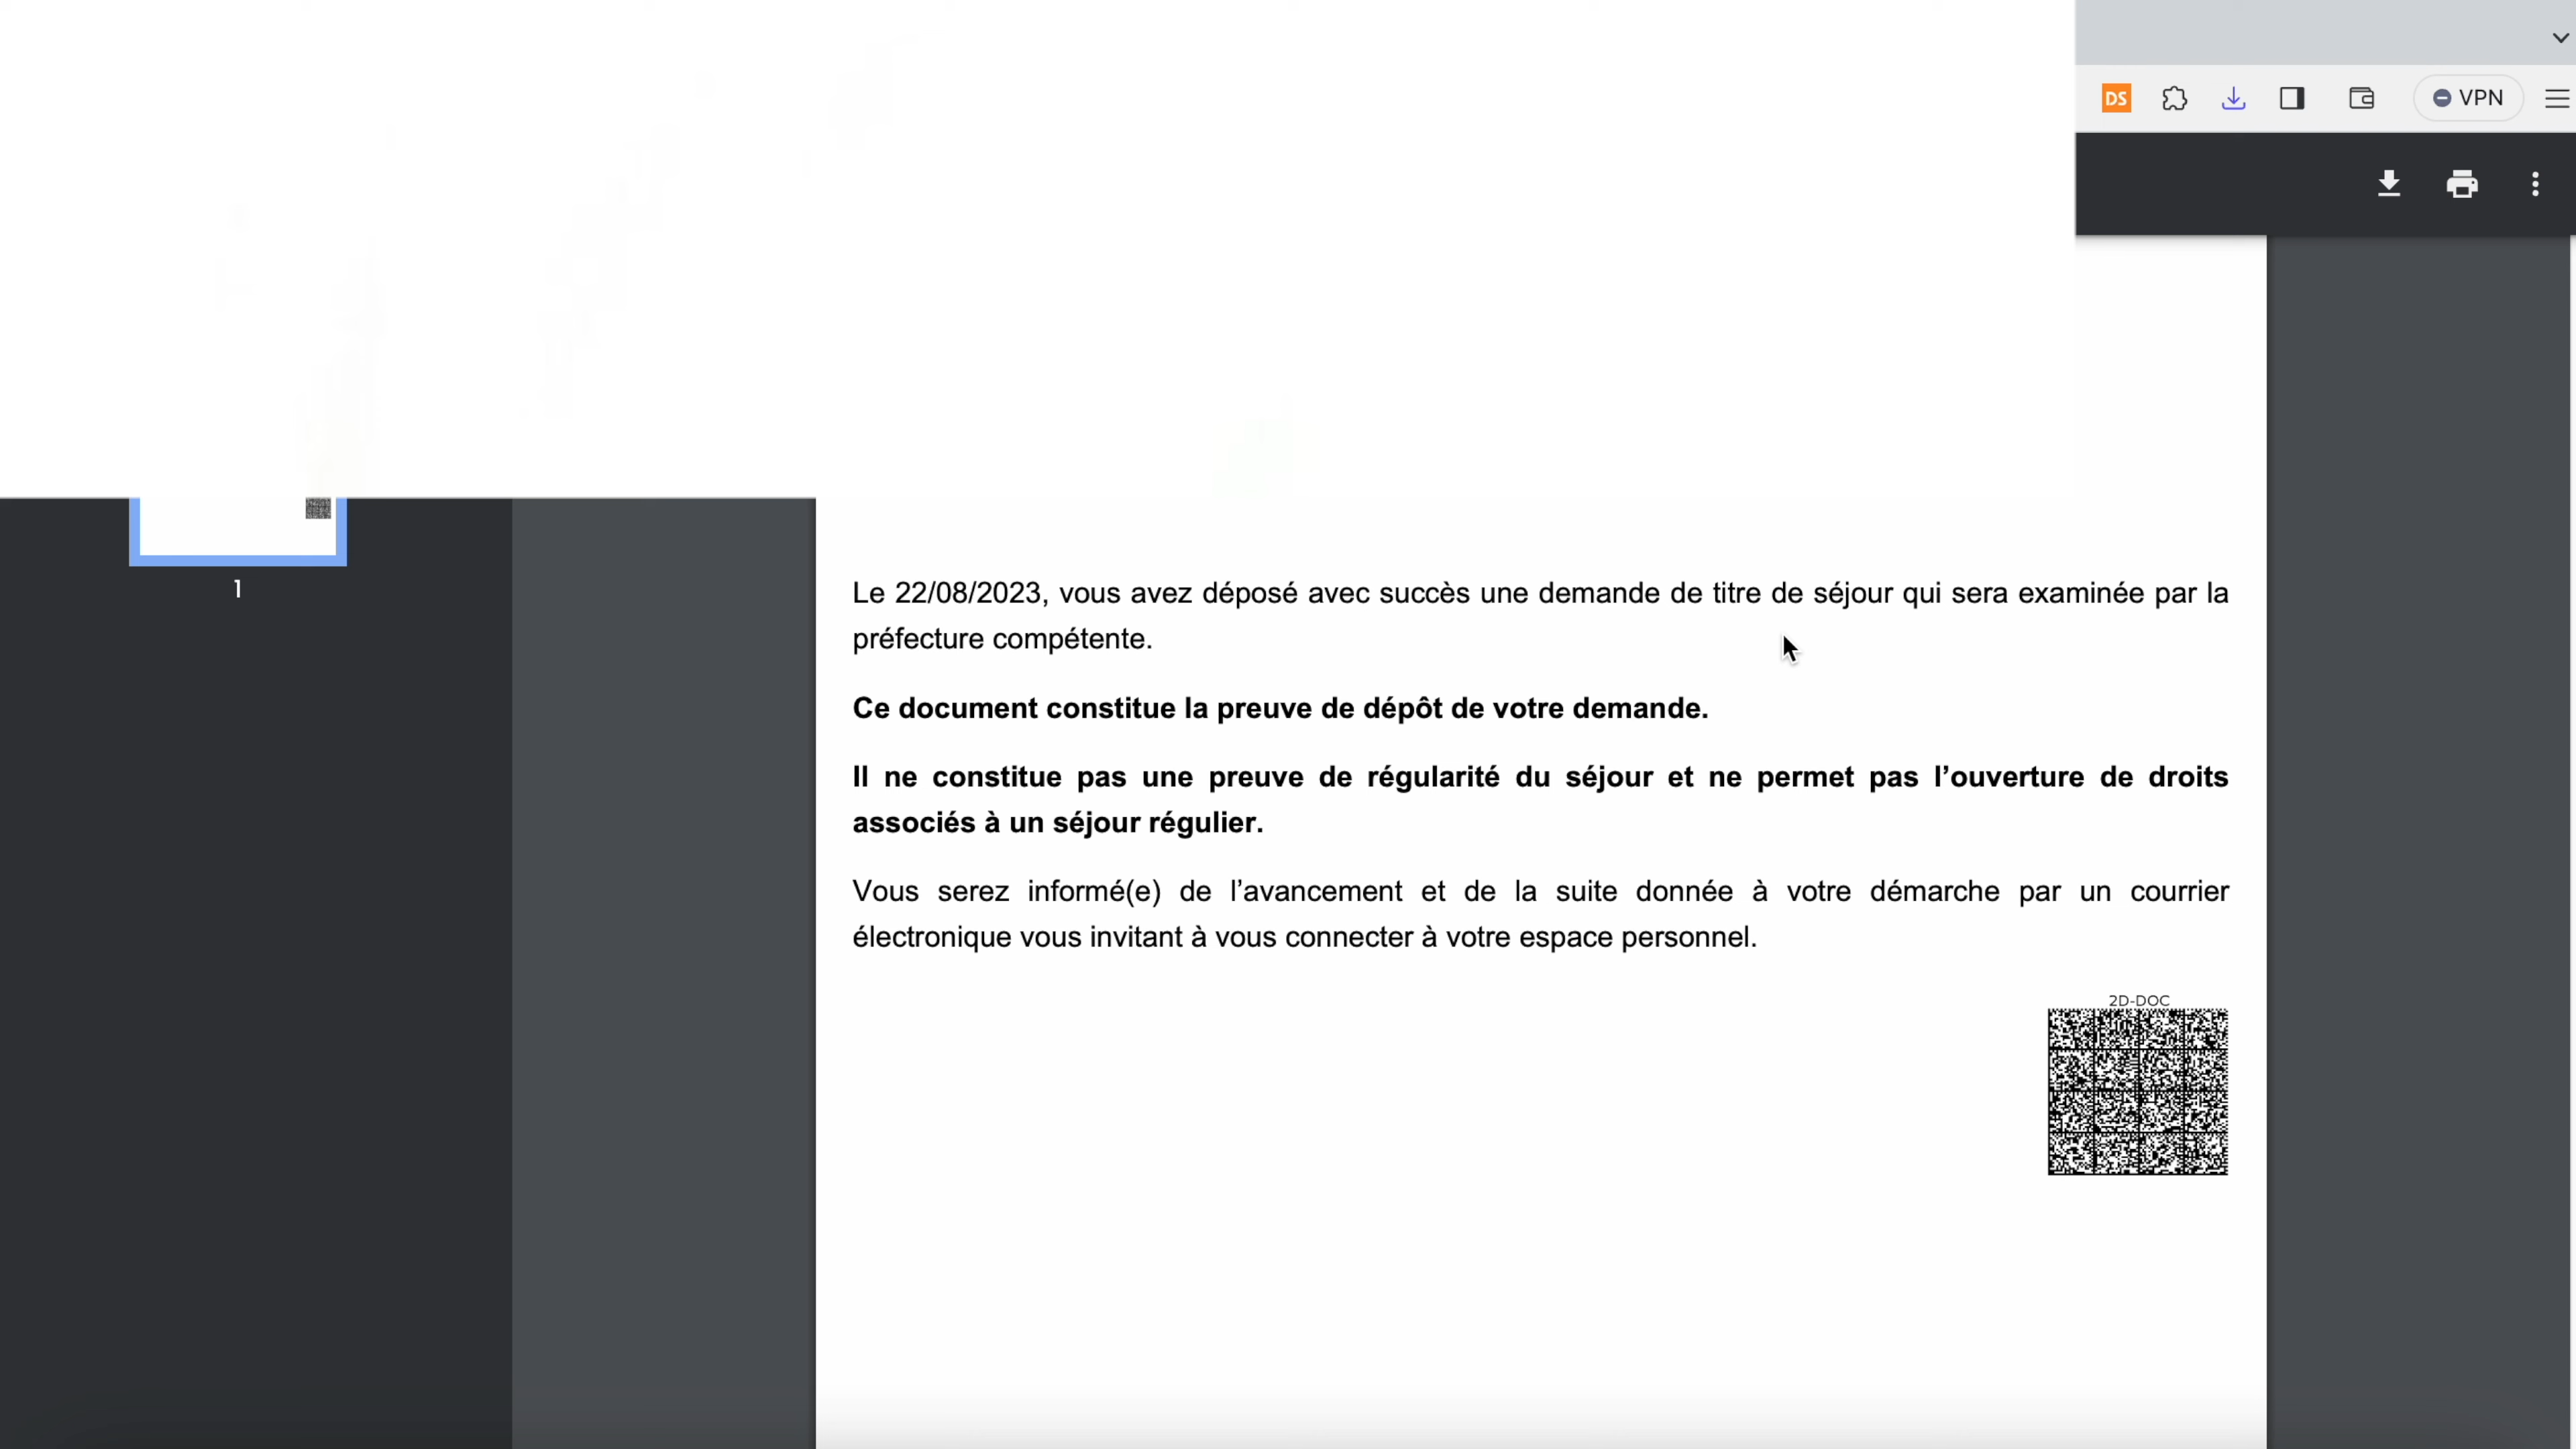 DS
VPN
1
Le 22/08/2023, vous avez déposé avec succès une demande de titre de séjour qui sera examinée par la
préfecture compétente.
Ce document constitue la preuve de dépôt de votre demande.
Il ne constitue pas une preuve de régularité du séjour et ne permet pas l’ouverture de droits
associés à un séjour régulier.
Vous serez informé(e) de l’avancement et de la suite donnée à votre démarche par un courrier
électronique vous invitant à vous connecter à votre espace personnel.
2D-DOC